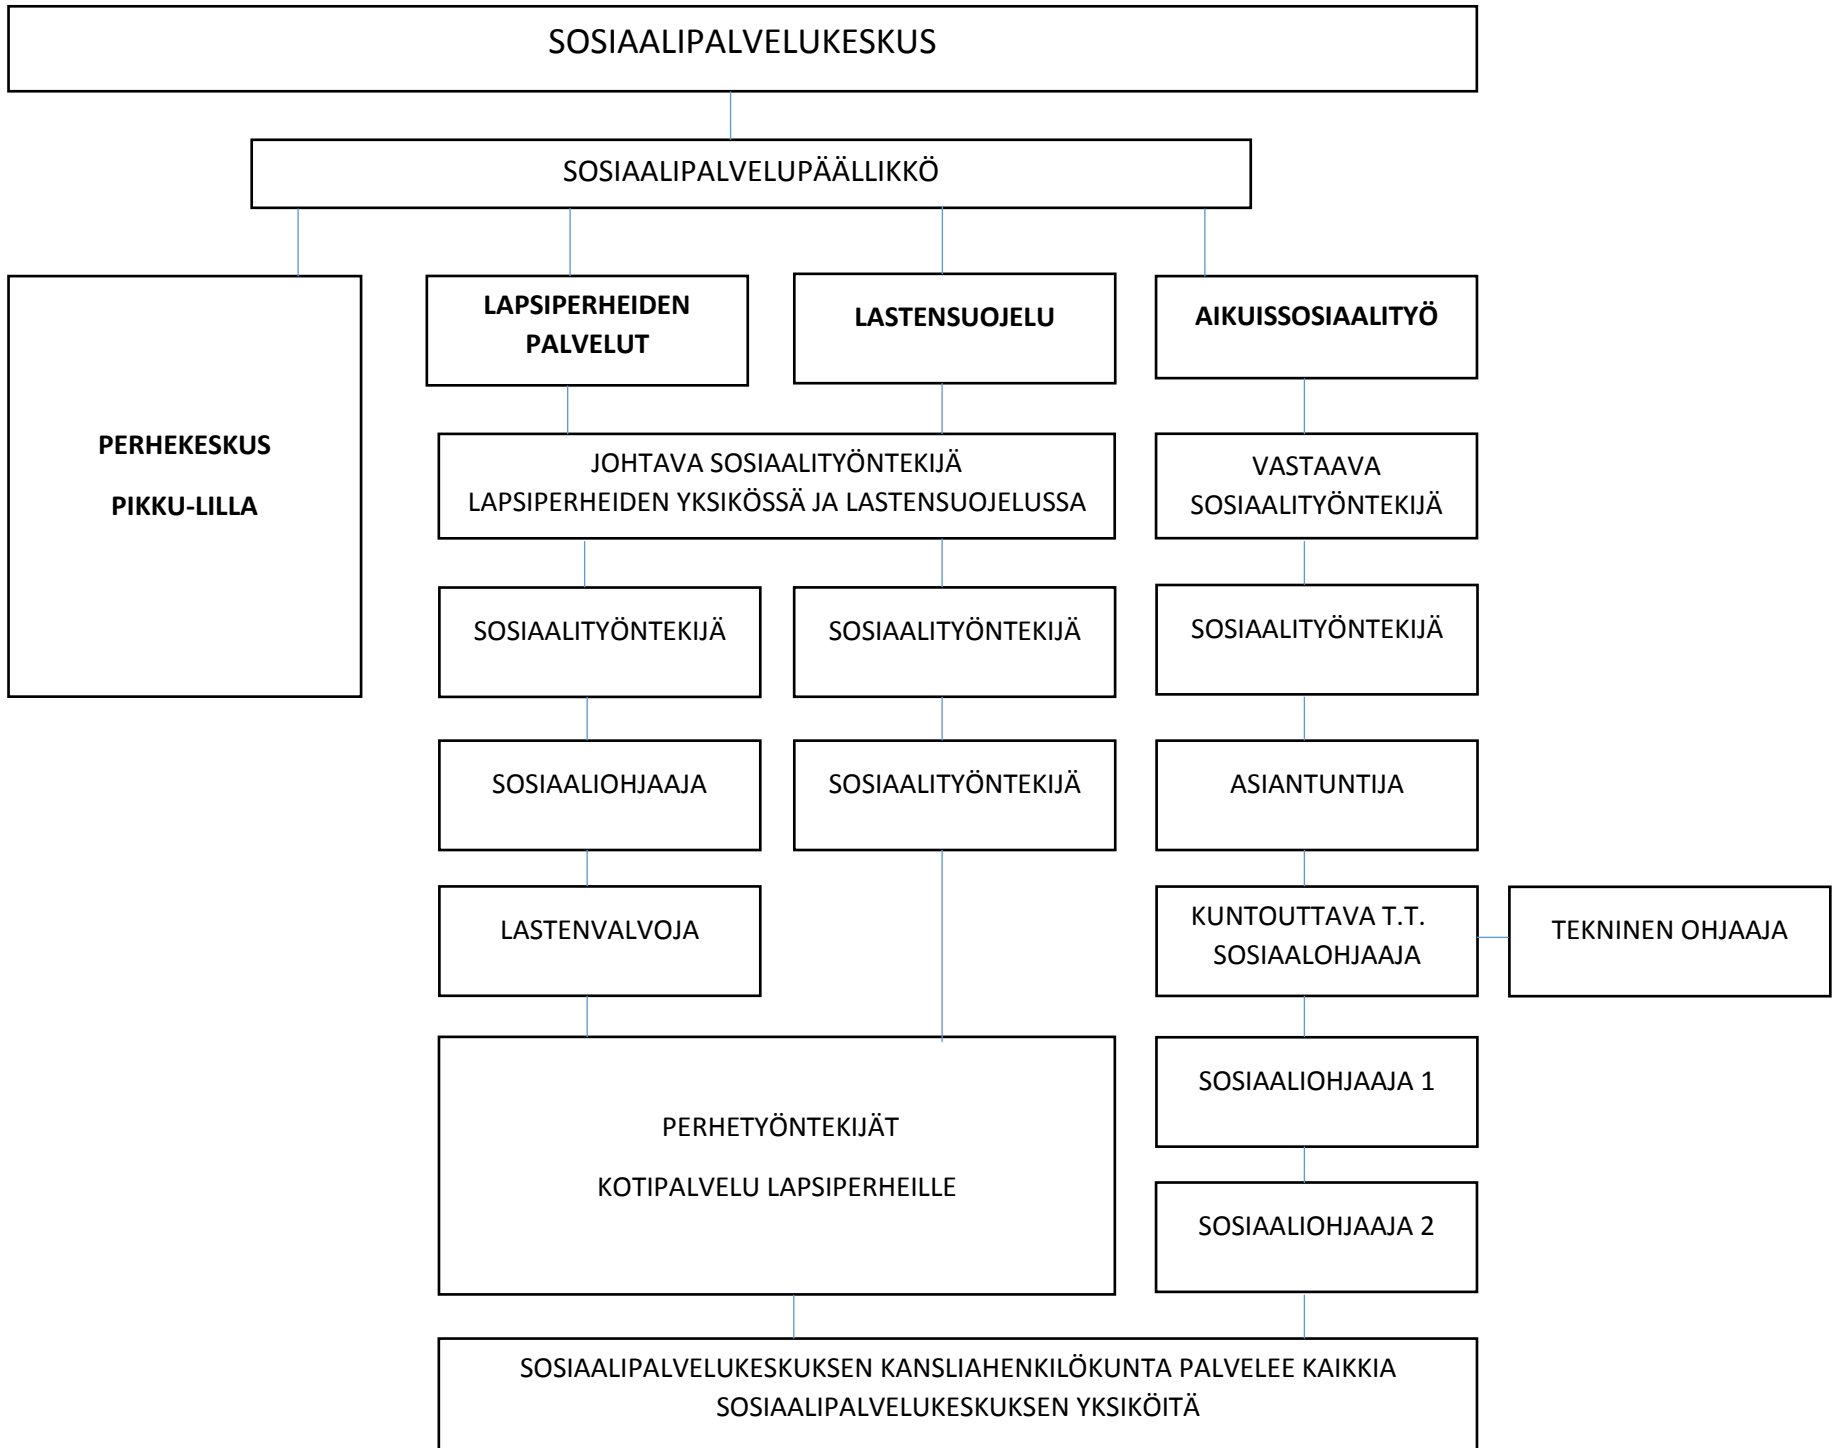 SOSIAALIPALVELUKESKUS
SOSIAALIPALVELUPÄÄLLIKKÖ
PERHEKESKUS
PIKKU-LILLA
LAPSIPERHEIDEN
PALVELUT
LASTENSUOJELU
AIKUISSOSIAALITYÖ
JOHTAVA SOSIAALITYÖNTEKIJÄ
LAPSIPERHEIDEN YKSIKÖSSÄ JA LASTENSUOJELUSSA
VASTAAVA
SOSIAALITYÖNTEKIJÄ
SOSIAALITYÖNTEKIJÄ
SOSIAALITYÖNTEKIJÄ
SOSIAALITYÖNTEKIJÄ
SOSIAALIOHJAAJA
SOSIAALITYÖNTEKIJÄ
ASIANTUNTIJA
LASTENVALVOJA
KUNTOUTTAVA T.T.
SOSIAALOHJAAJA
TEKNINEN OHJAAJA
PERHETYÖNTEKIJÄT
KOTIPALVELU LAPSIPERHEILLE
SOSIAALIOHJAAJA 1
SOSIAALIOHJAAJA 2
SOSIAALIPALVELUKESKUKSEN KANSLIAHENKILÖKUNTA PALVELEE KAIKKIA
SOSIAALIPALVELUKESKUKSEN YKSIKÖITÄ